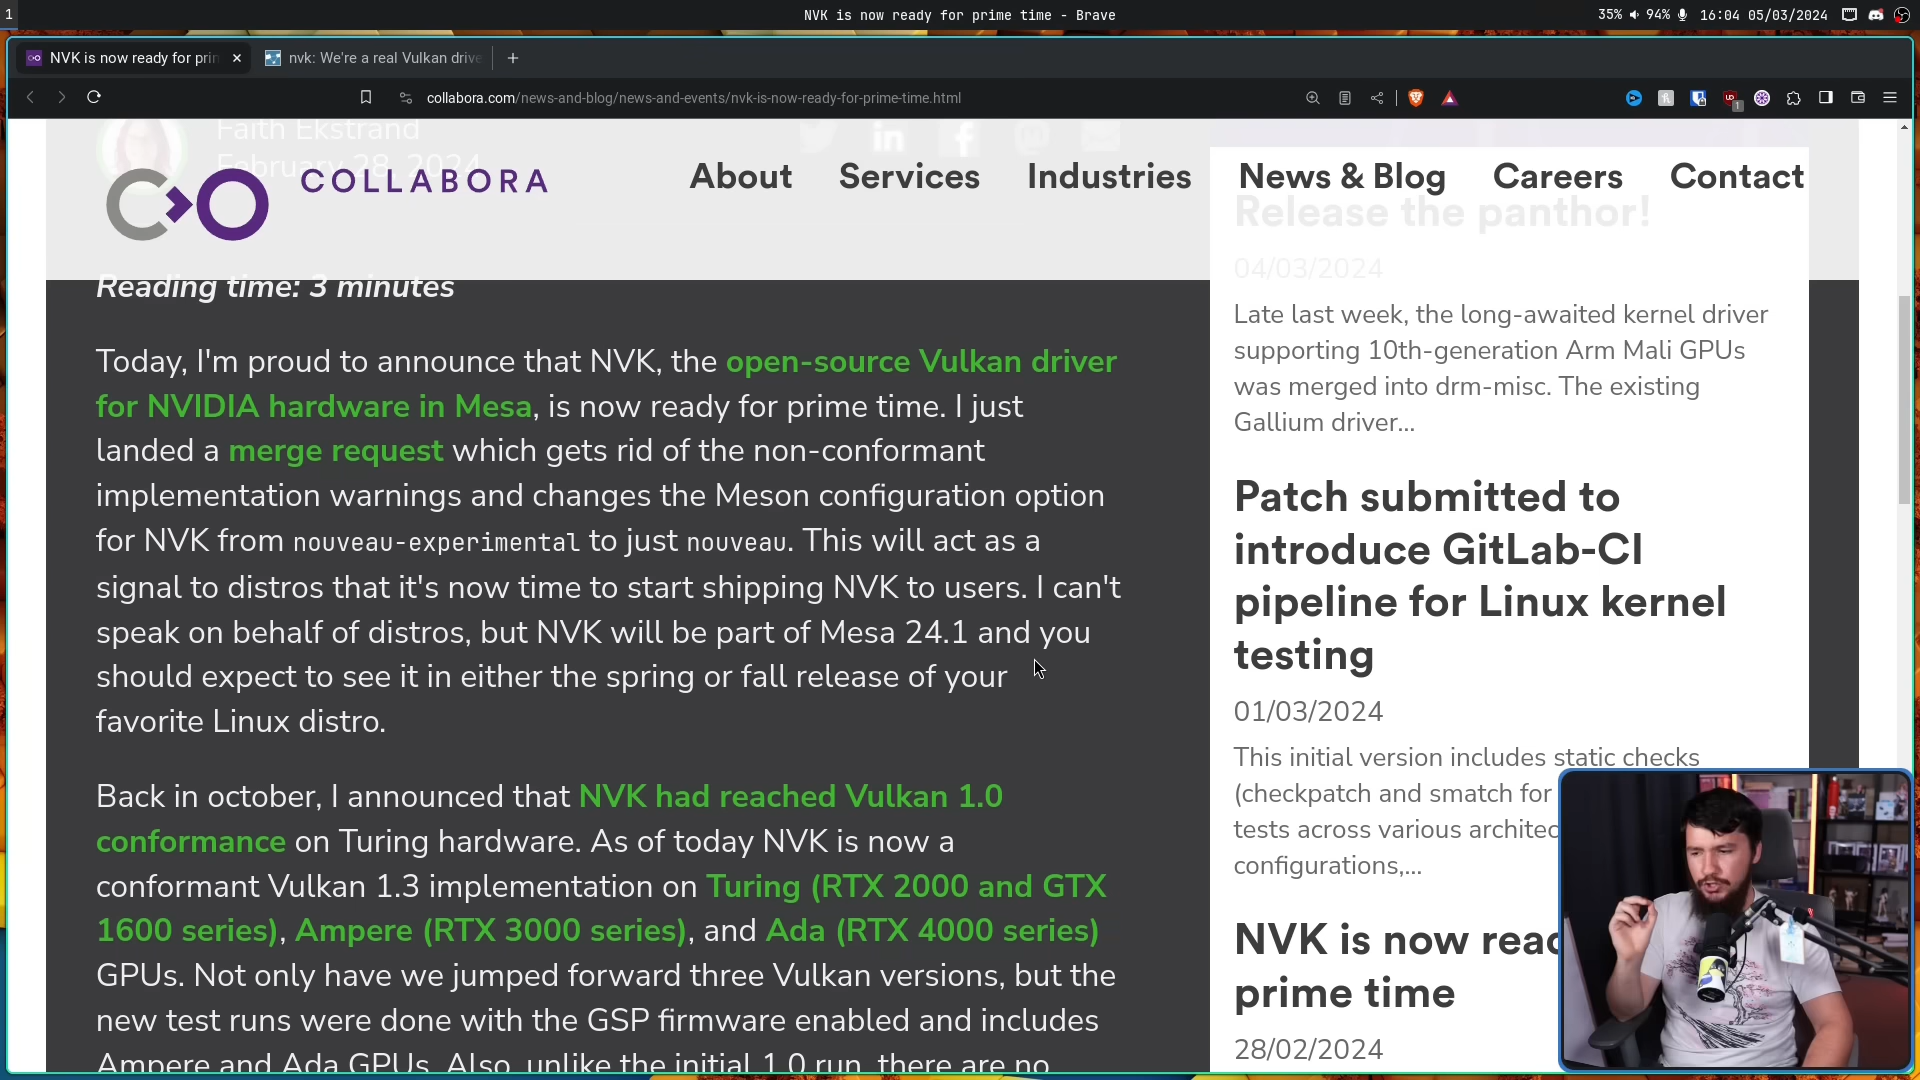 1
NVK is now ready for prime time - Brave
35% 94% 16:04 05/03/2024
NVK is now ready for prin
nvk: We're a real Vulkan drive
collabora.com/news-and-blog/news-and-events/nvk-is-now-ready-for-prime-time.html
1
Faith Ekstrand
February 28, 2024
COLLABORA
About
Services
Industries
News & Blog
Careers
Contact
Reading time: 3 minutes
Today, I'm proud to announce that NVK, the open-source Vulkan driver
for NVIDIA hardware in Mesa, is now ready for prime time. I just
landed a merge request which gets rid of the non-conformant
implementation warnings and changes the Meson configuration option
for NVK from nouveau-experimental to just nouveau. This will act as a
signal to distros that it's now time to start shipping NVK to users. I can't
speak on behalf of distros, but NVK will be part of Mesa 24.1 and you
should expect to see it in either the spring or fall release of your
favorite Linux distro.
Back in october, I announced that NVK had reached Vulkan 1.0
conformance on Turing hardware. As of today NVK is now a
conformant Vulkan 1.3 implementation on Turing (RTX 2000 and GTX
1600 series), Ampere (RTX 3000 series), and Ada (RTX 4000 series)
GPUs. Not only have we jumped forward three Vulkan versions, but the
new test runs were done with the GSP firmware enabled and includes
Ampere and Ada GPUs. Also, unlike the initial 1.0 run, there are no
Release the panthor!
04/03/2024
Late last week, the long-awaited kernel driver
supporting 10th-generation Arm Mali GPUs
was merged into drm-misc. The existing
Gallium driver...
Patch submitted to
introduce GitLab-CI
pipeline for Linux kernel
testing
01/03/2024
This initial version includes static checks
(checkpatch and smatch for
tests across various architec
configurations,...
NVK is now read
prime time
28/02/2024